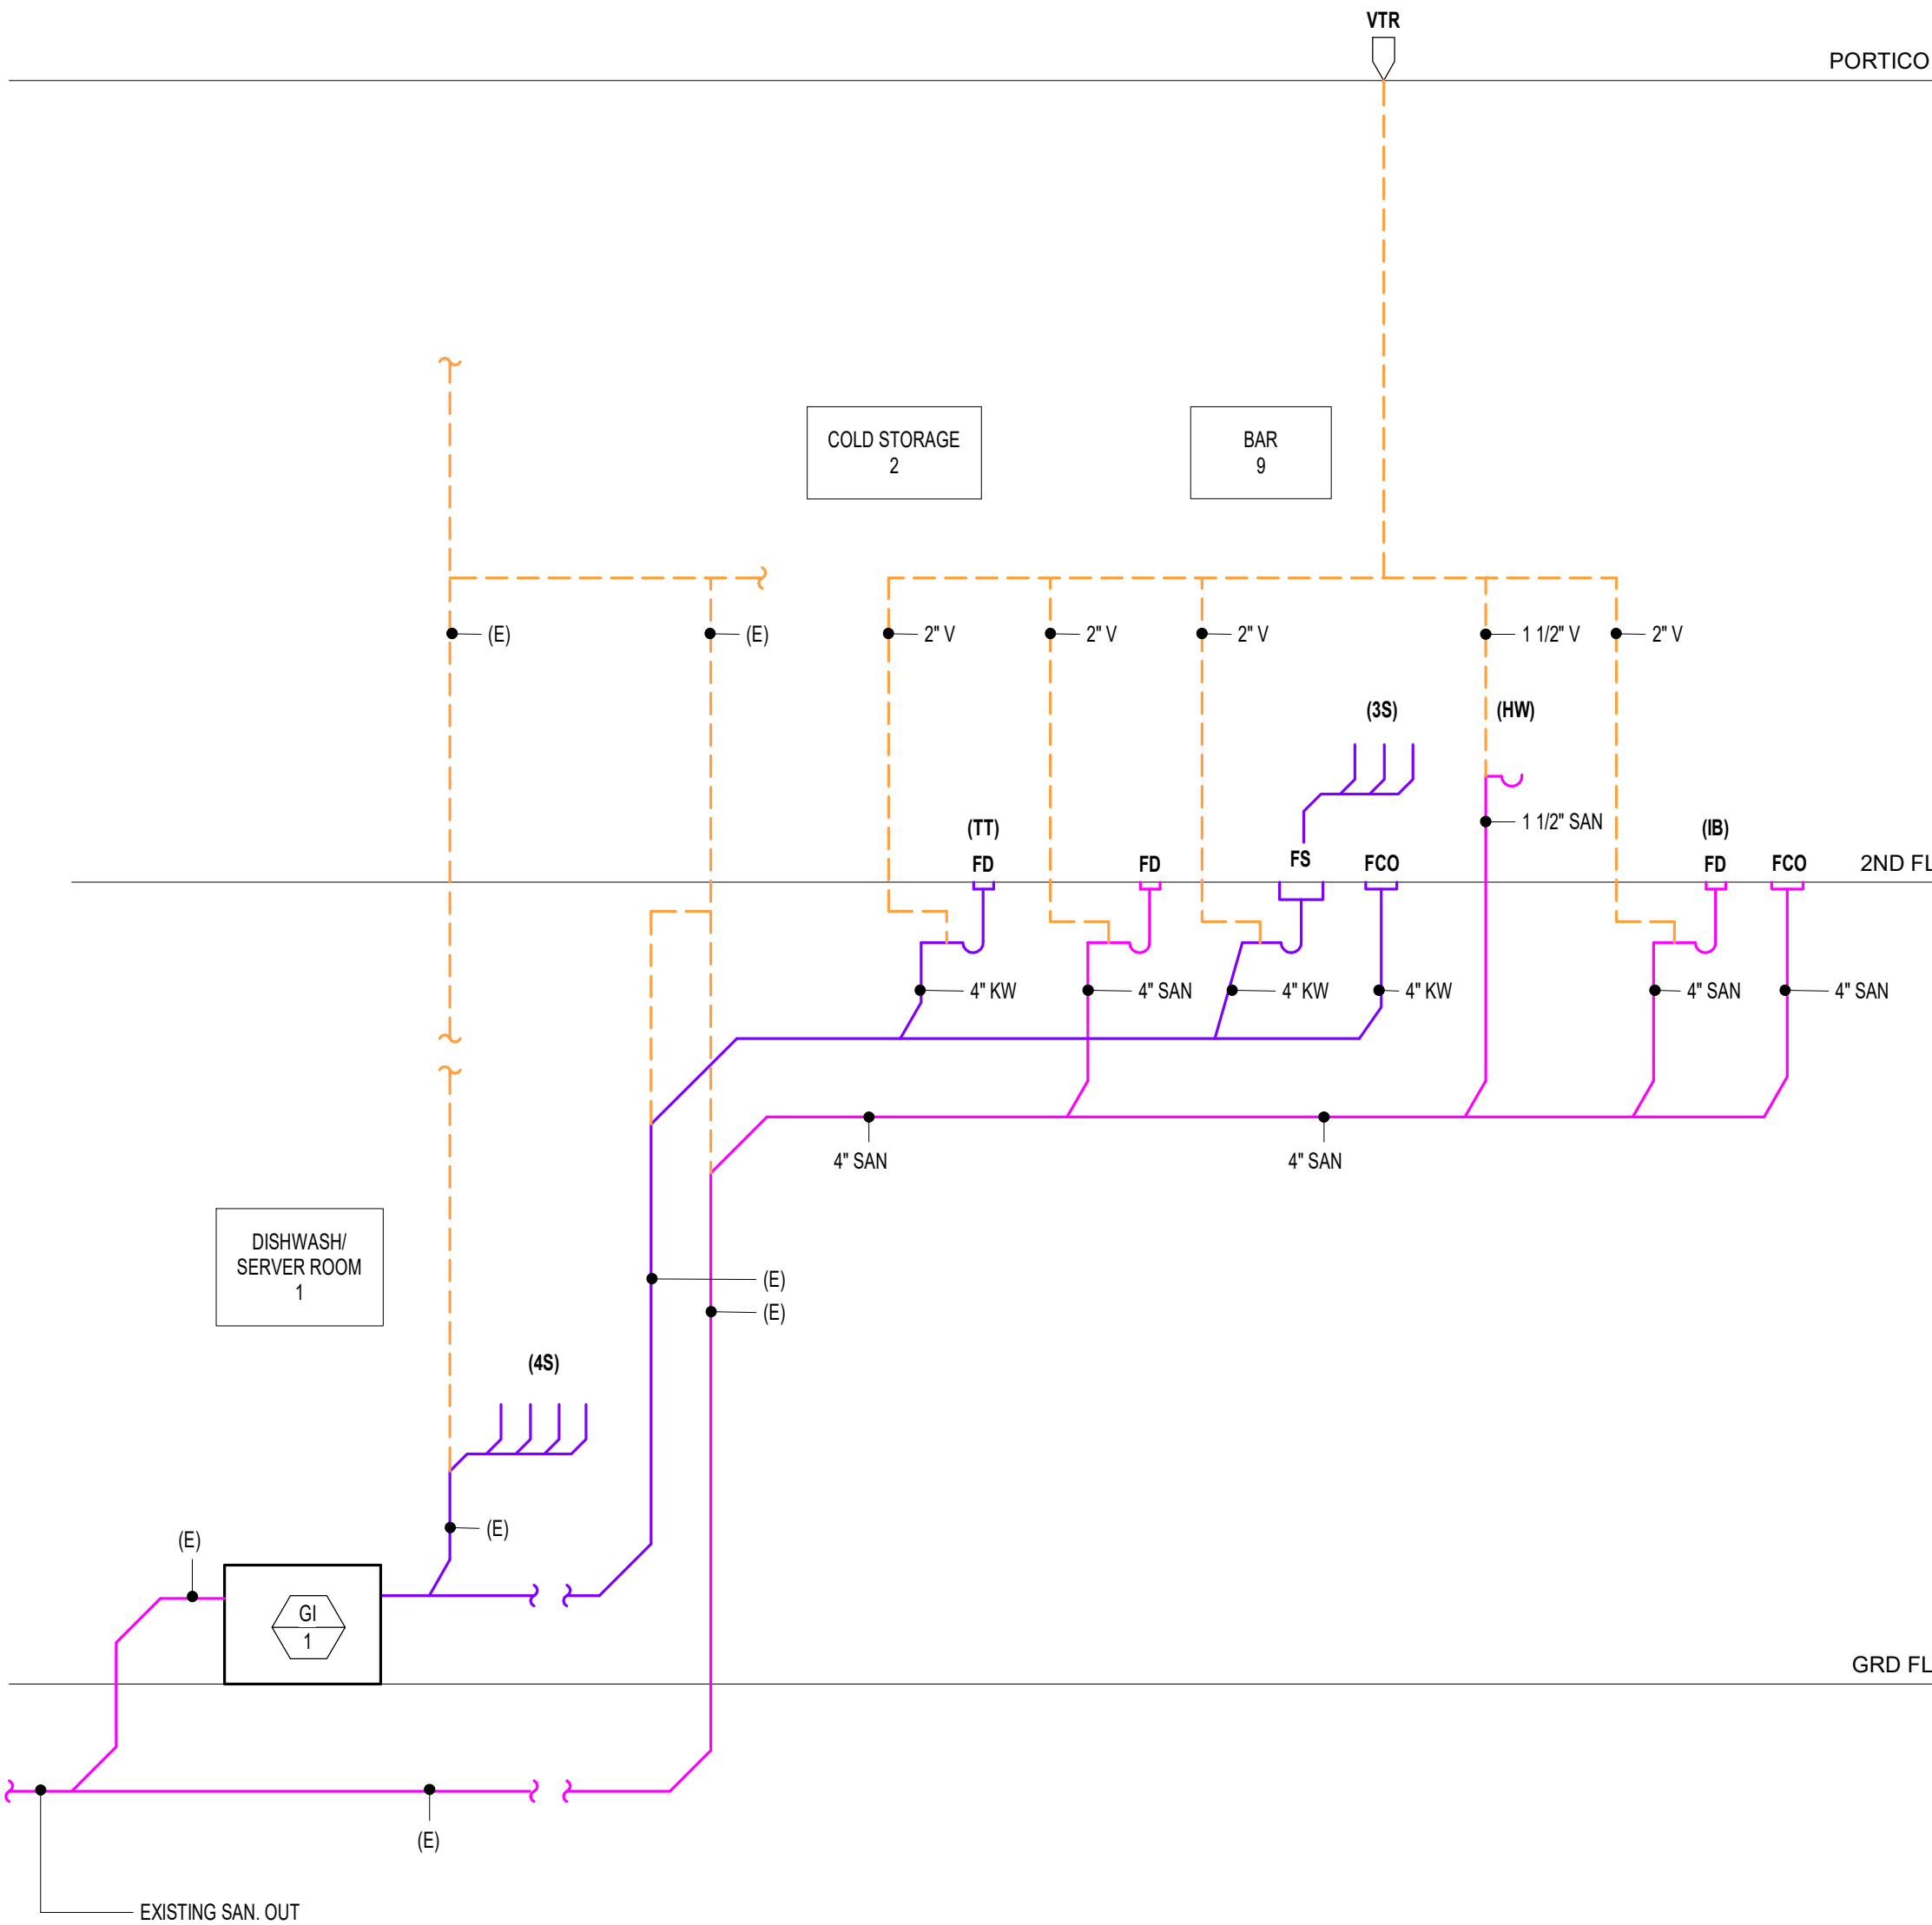 VTR
PORTICO
COLD STORAGE
2
BAR
9
(E)
(E)
2" V
2" V
2" V
1 1/2" V
2" V
(3S)
(HW)
1 1/2" SAN
(TT)
(IB)
FD
FD
FS
FCO
FD
FCO
2ND FL
4" KW
4" SAN
4" KW
4" KW
4" SAN
4" SAN
4" SAN
4" SAN
DISHWASH/
SERVER ROOM
1
(E)
(E)
(4S)
(E)
(E)
GI
1
GRD FL
(E)
EXISTING SAN. OUT